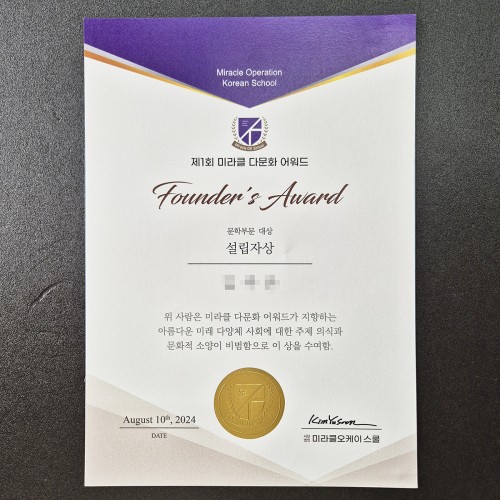 Miracle Operation
Korean School
제1회 미라클 다문화 어워드
Founder's Award
문학부문 대상
설립자상
위 사람은 미라클 다문화 어워드가 지향하는
아름다운 미래 다양체 사회에 대한 주제 의식과
문화적 소양이 비범함으로 이 상을 수여함.
August 10th, 2024
DATE
미라클오케이스쿨